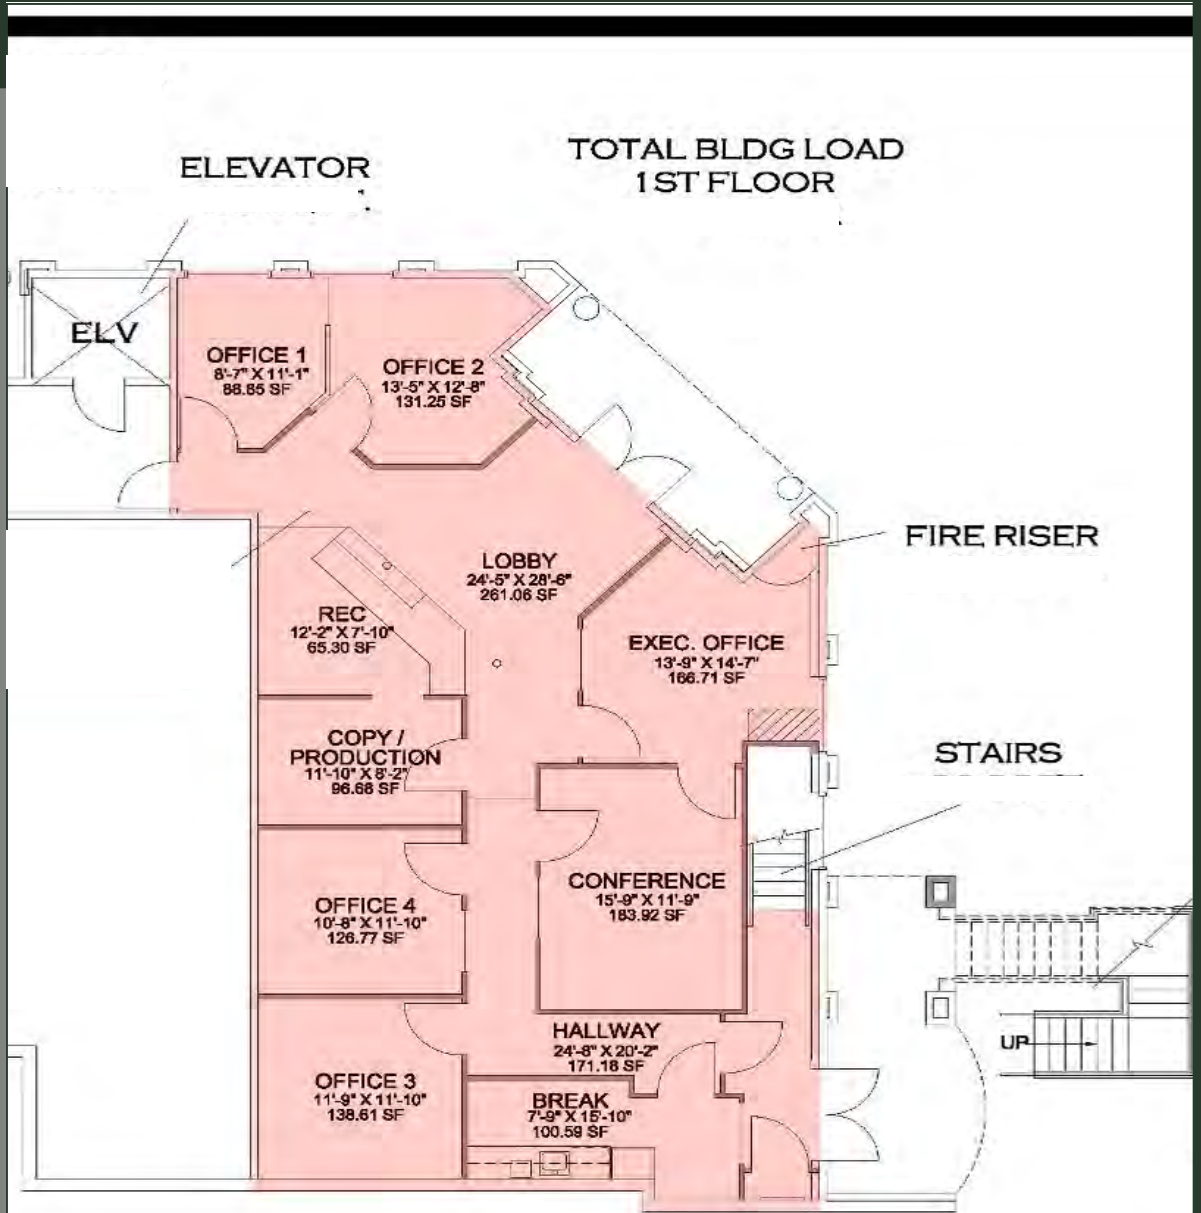 ELEVATOR
TOTAL BLDG LOAD
1ST FLOOR
ELV
OFFICE 1
8'-7" X 11'-1"
88.85 SF
OFFICE 2
13'-5" X 12'-8"
131.25 SF
FIRE RISER
LOBBY
24'-5" X 28'-6"
261.06 SF
REC
12'-2" X 7'-10"
65.30 SF
EXEC. OFFICE
13'-9" X 14'-7"
166.71 SF
COPY /
PRODUCTION
11'-10" X 8'-2"
96.68 SF
STAIRS
CONFERENCE
15'-9" X 11'-9"
183.92 SF
OFFICE 4
10'-8" X 11'-10"
126.77 SF
HALLWAY
24'-8" X 20'-2"
171.18 SF
UP
OFFICE 3
11'-9" X 11'-10"
138.61 SF
BREAK
7'-9" X 15'-10"
100.59 SF